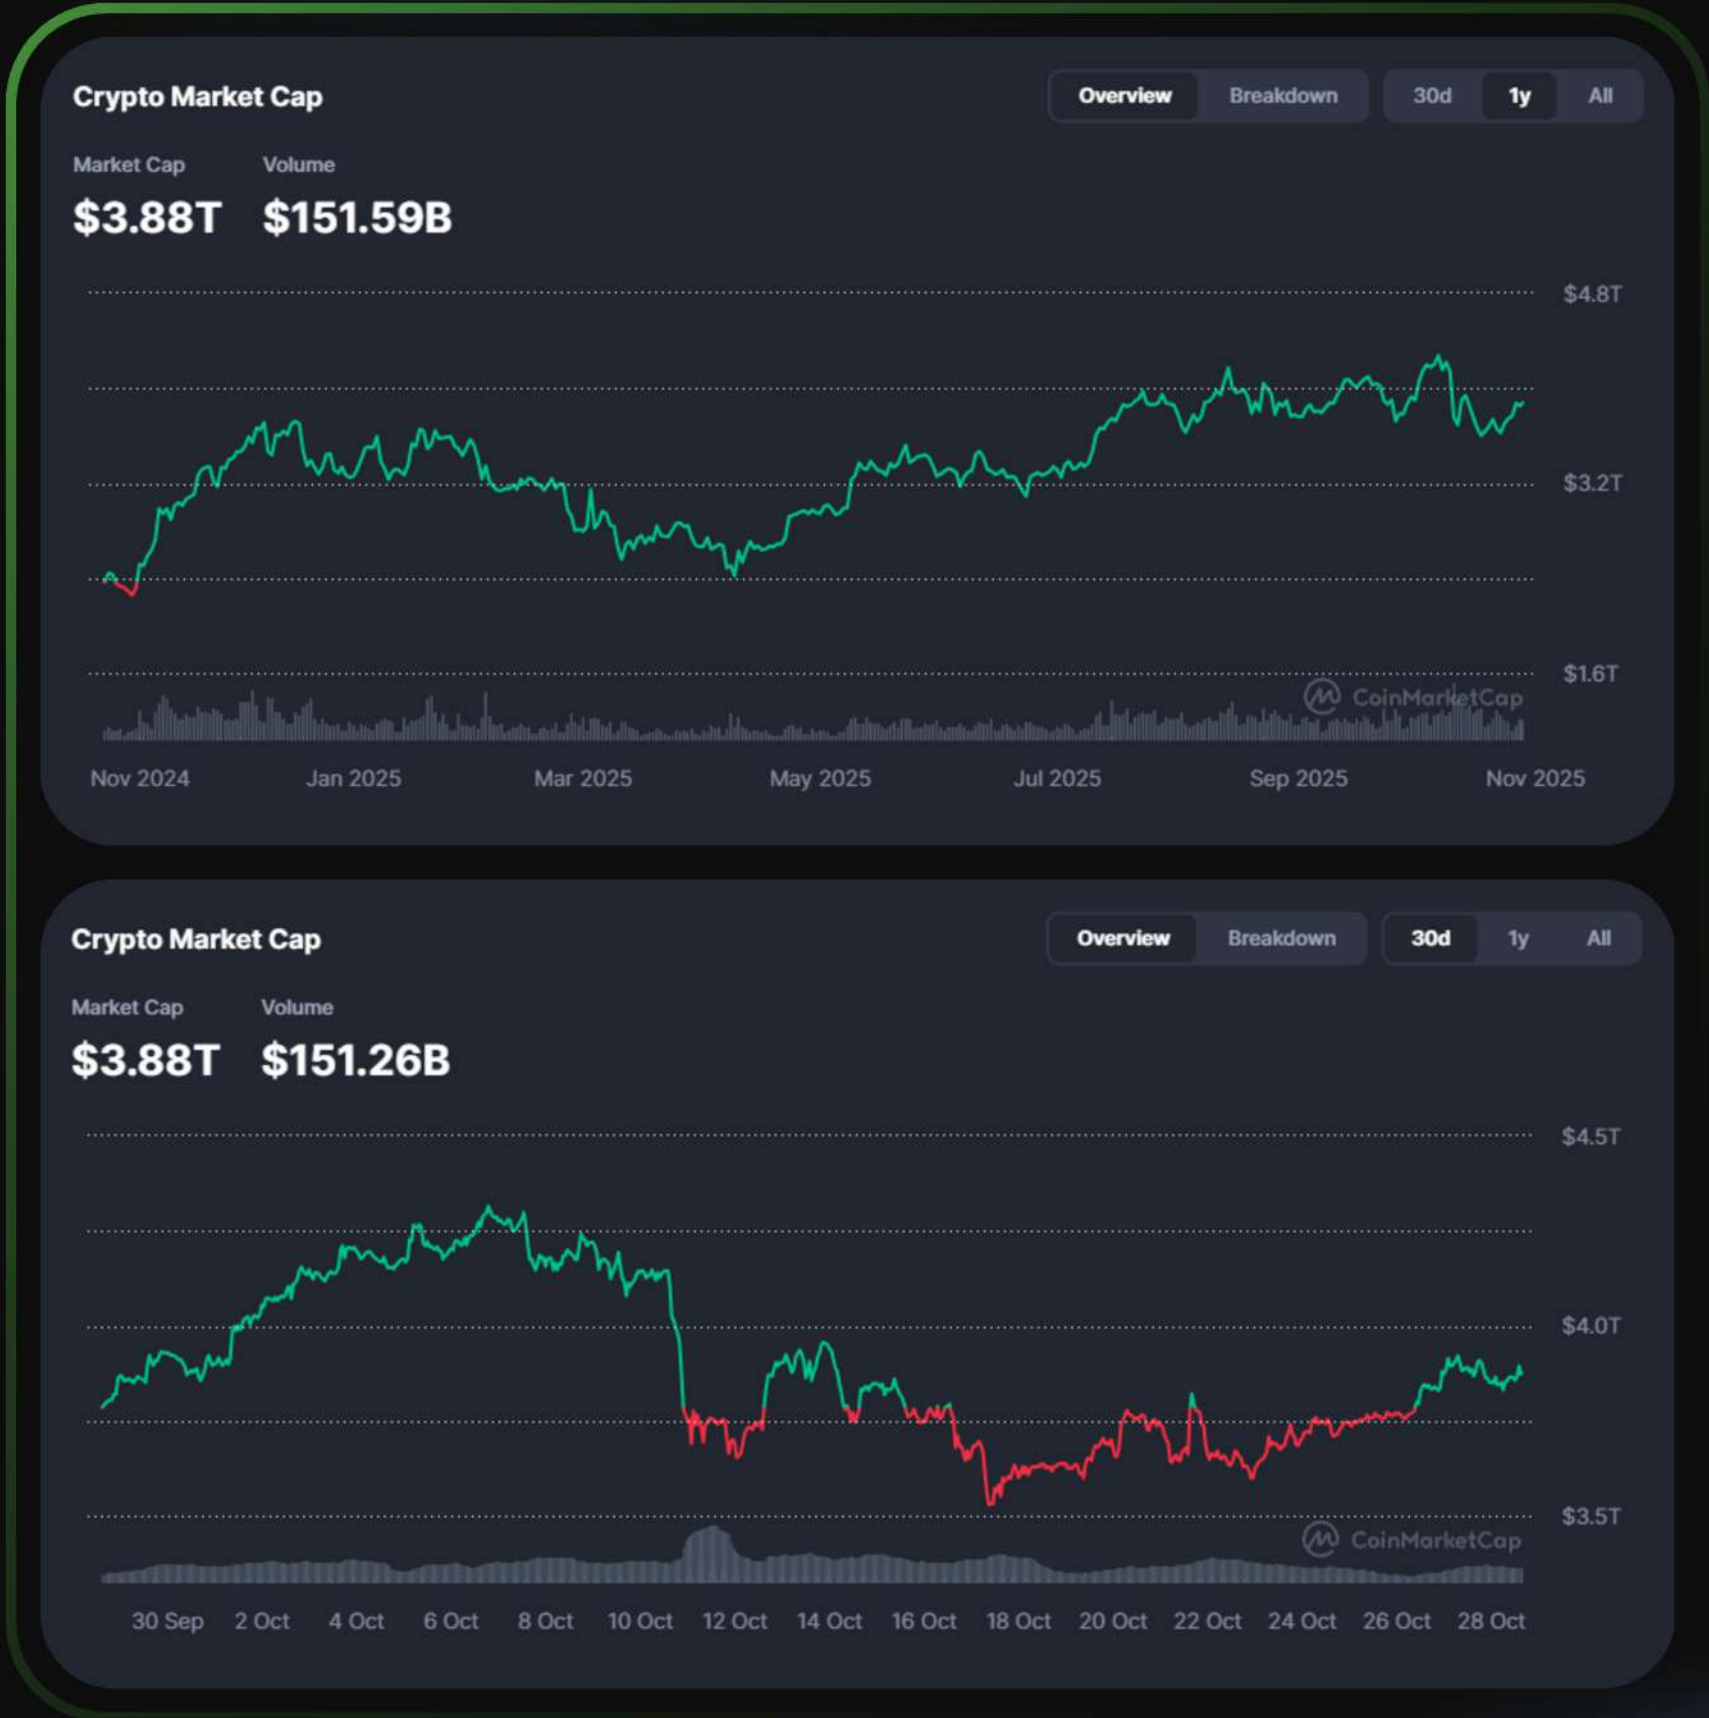 Crypto Market Cap
Overview Breakdown 30d 1y All
Market Cap Volume
$3.88T $151.59B
$4.8T
$3.2T
$1.6T
CoinMarketCap
Nov 2024 Jan 2025 Mar 2025 May 2025 Jul 2025 Sep 2025 Nov 2025
Crypto Market Cap
Overview Breakdown 30d 1y All
Market Cap Volume
$3.88T $151.26B
$4.5T
$4.0T
$3.5T
CoinMarketCap
30 Sep 2 Oct 4 Oct 6 Oct 8 Oct 10 Oct 12 Oct 14 Oct 16 Oct 18 Oct 20 Oct 22 Oct 24 Oct 26 Oct 28 Oct